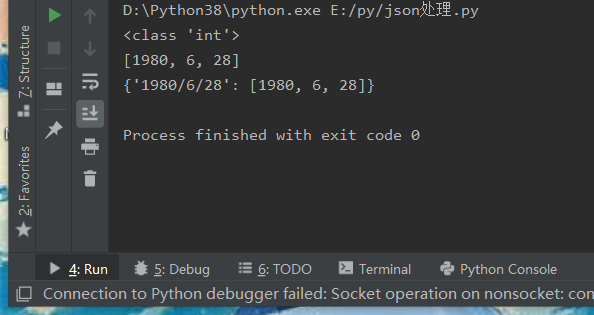 D:\Python38\python.exe E:/py/json处理.py
<class 'int'>
[1980, 6, 28]
{'1980/6/28': [1980, 6, 28]}
Process finished with exit code 0
7: Structure
2: Favorites
4: Run
5: Debug
6: TODO
Terminal
Python Console
Connection to Python debugger failed: Socket operation on nonsocket: con